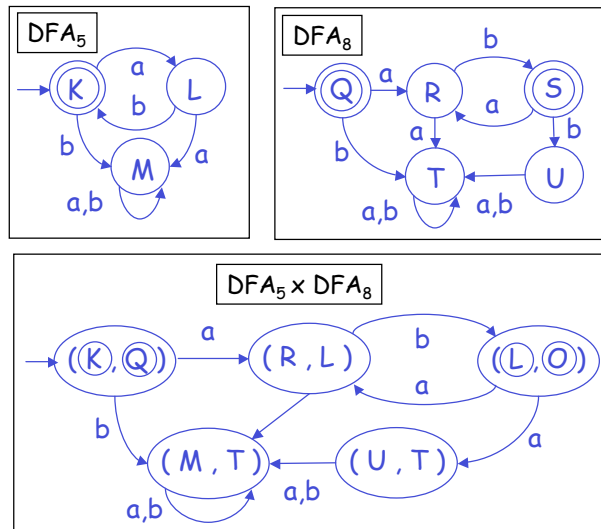 DFA5
DFA8
a
K
L
b
b
a
M
a,b
b
Q
a
R
S
a
a
b
b
T
U
a,b
a,b
DFA5 x DFA8
a
b
(K, Q)
(R, L)
(L, O)
a
b
a
(M, T)
(U, T)
a,b
a,b